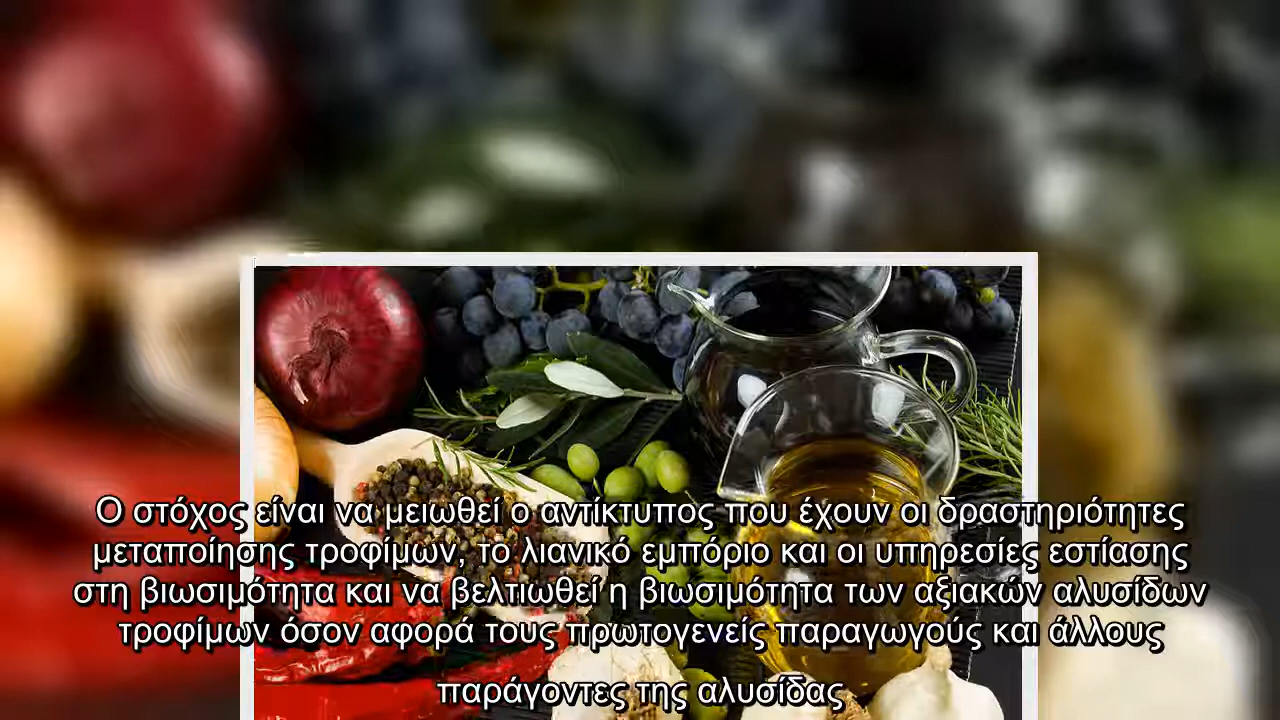 Ο στόχος είναι να μειωθεί ο αντίκτυπος που έχουν οι δραστηριότητες
μεταποίησης τροφίμων, το λιανικό εμπόριο και οι υπηρεσίες εστίασης
στη βιωσιμότητα και να βελτιωθεί η βιωσιμότητα των αξιακών αλυσίδων
τροφίμων όσον αφορά τους πρωτογενείς παραγωγούς και άλλους
παράγοντες της αλυσίδας